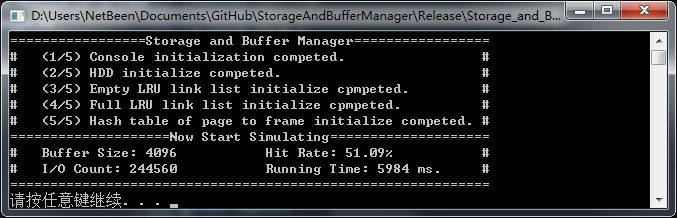 D:\Users\NetBeen\Documents\GitHub\StorageAndBufferManager\Release\Storage_and_B...
=================Storage and Buffer Manager=================
#   (1/5) Console initialization competed.                 #
#   (2/5) HDD initialize competed.                         #
#   (3/5) Empty LRU link list initialize cpmpeted.         #
#   (4/5) Full LRU link list initialize cpmpeted.          #
#   (5/5) Hash table of page to frame initialize competed. #
====================Now Start Simulating====================
#   Buffer Size: 4096           Hit Rate: 51.09%           #
#   I/O Count: 244560           Running Time: 5984 ms.     #
============================================================
请按任意键继续. . .